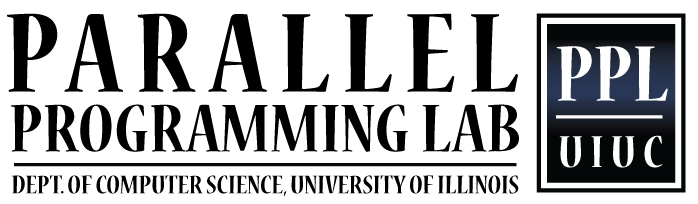 PARALLEL
PROGRAMMING LAB
DEPT. OF COMPUTER SCIENCE, UNIVERSITY OF ILLINOIS
PPL
UIUC